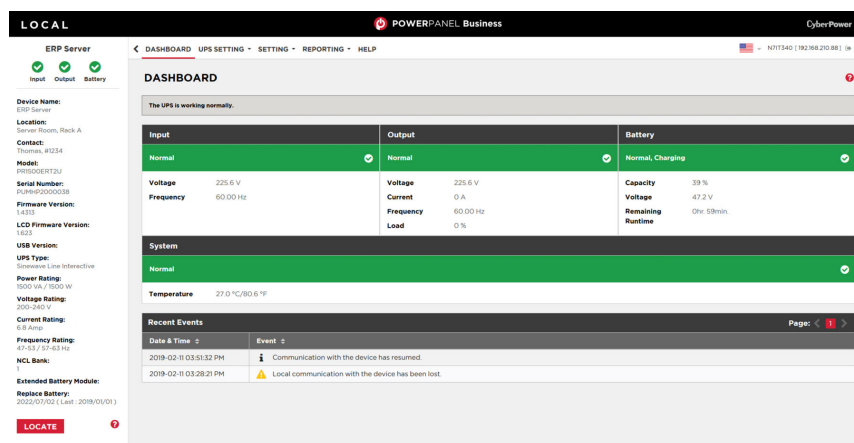 LOCAL
POWERPANEL Business
CyberPower
ERP Server
Input Output Battery
Device Name:
ERP Server
Location:
Server Room, Rack A
Contact:
Thomas, #1234
Model:
PR1500ERT2U
Serial Number:
PUMHP2000038
Firmware Version:
1.4313
LCD Firmware Version:
1.623
USB Version:
UPS Type:
Sinewave Line Interactive
Power Rating:
1500 VA / 1500 W
Voltage Rating:
200-240 V
Current Rating:
6.8 Amp
Frequency Rating:
47-53 / 57-63 Hz
NCL Bank:
1
Extended Battery Module:
Replace Battery:
2022/07/02 ( Last : 2019/01/01 )
LOCATE
DASHBOARD UPS SETTING SETTING REPORTING HELP
N71T340 [ 192.168.210.88 ]
DASHBOARD
The UPS is working normally.
Input Output Battery
Normal Normal Normal, Charging
Voltage 225.6 V Voltage 225.6 V Capacity 39 %
Frequency 60.00 Hz Current 0 A Voltage 47.2 V
Frequency 60.00 Hz Remaining Runtime 0hr. 59min.
Load 0 %
System
Normal
Temperature 27.0 °C/80.6 °F
Recent Events Page: 1
Date & Time Event
2019-02-11 03:51:32 PM Communication with the device has resumed.
2019-02-11 03:28:21 PM Local communication with the device has been lost.